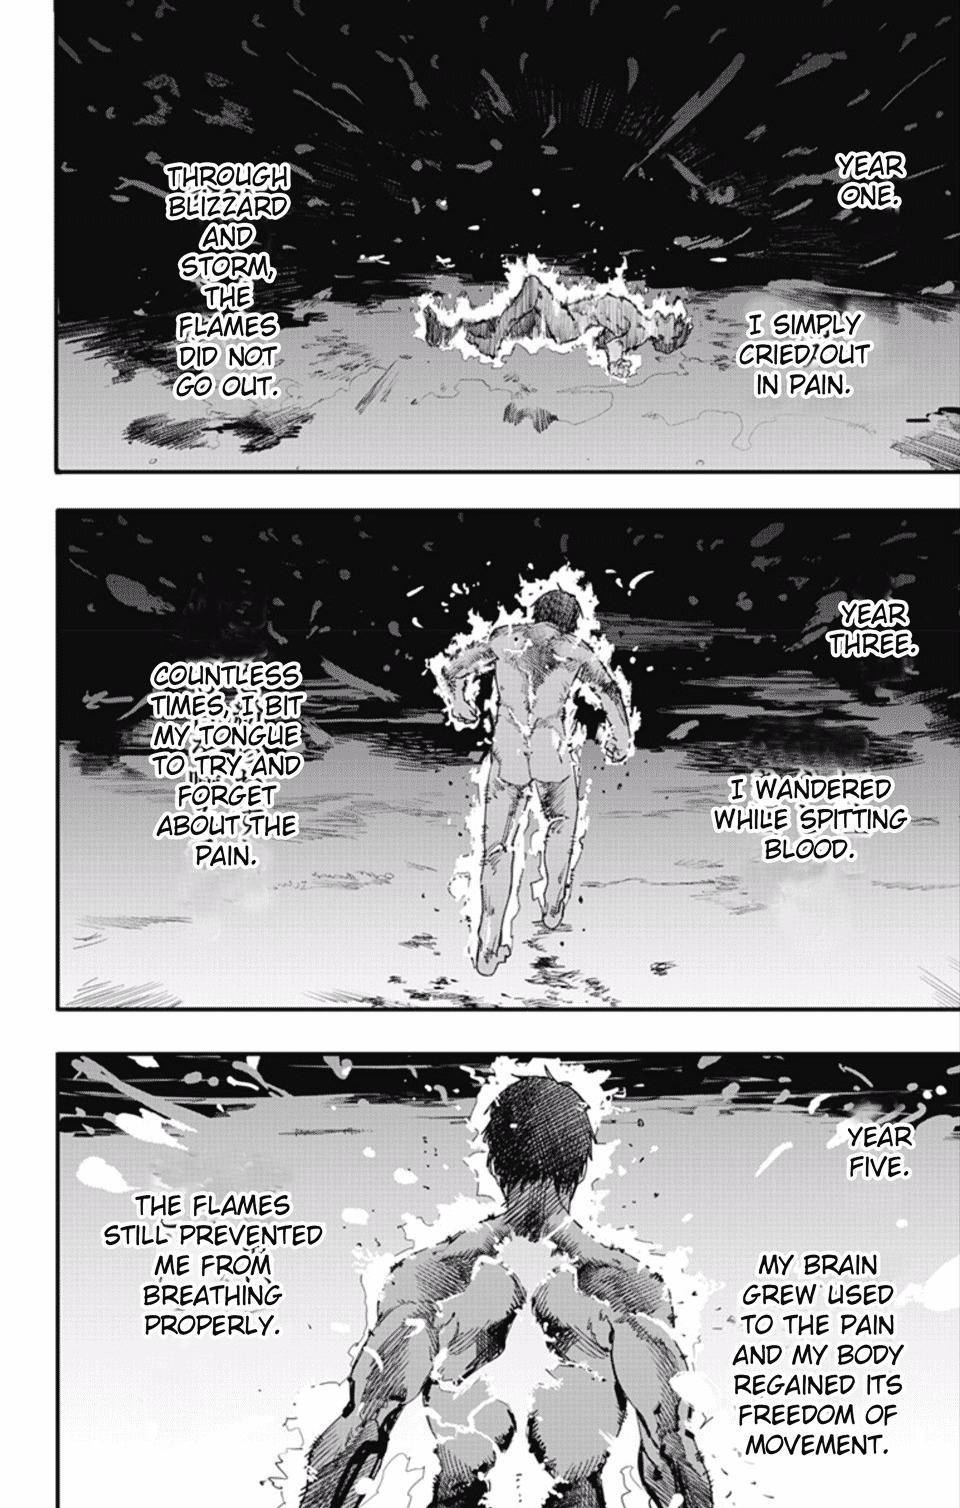 YEAR
ONE.
I SIMPLY
CRIED OUT
IN PAIN.
THROUGH
BLIZZARD
AND
STORM,
THE
FLAMES
DID NOT
GO OUT.
YEAR
THREE.
I WANDERED
WHILE SPITTING
BLOOD.
COUNTLESS
TIMES, I BIT
MY TONGUE
TO TRY AND
FORGET
ABOUT THE
PAIN.
YEAR
FIVE.
MY BRAIN
GREW USED
TO THE PAIN
AND MY BODY
REGAINED ITS
FREEDOM OF
MOVEMENT.
THE FLAMES
STILL PREVENTED
ME FROM
BREATHING
PROPERLY.